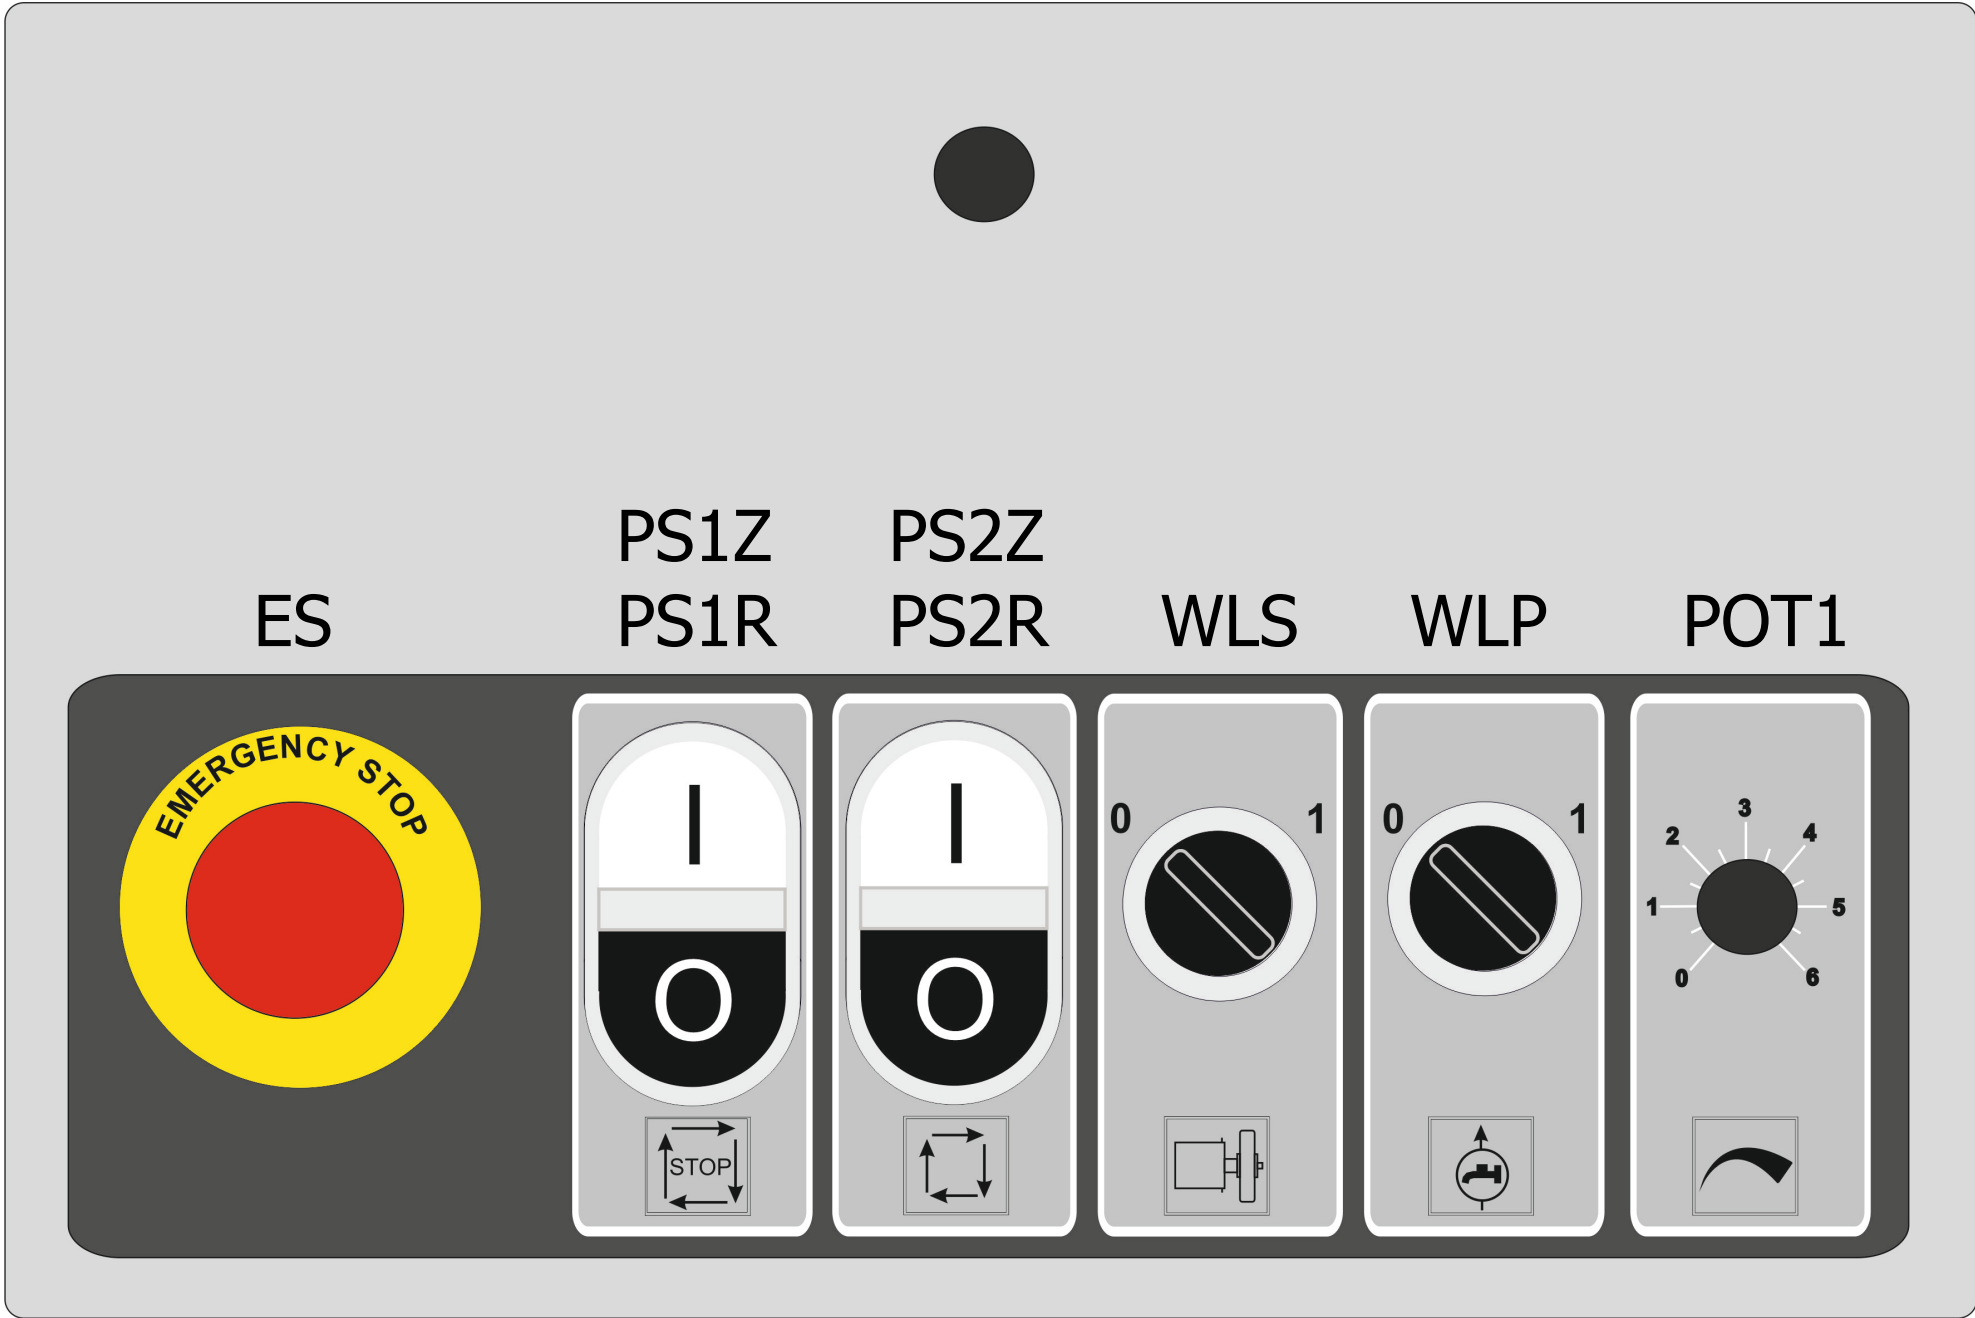 PS1Z PS2Z
ES PS1R PS2R WLS WLP POT1
EMERGENCY STOP
I I
0 1 0 1
0 1 2 3 4 5 6
O O
STOP